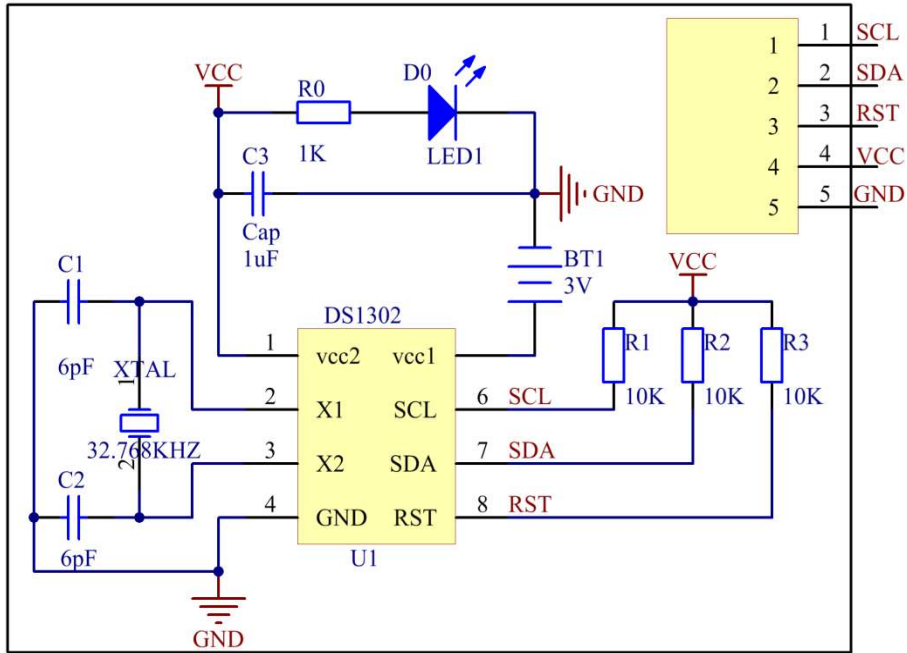 VCC
R0
1K
D0
LED1
C3
Cap
1uF
GND
BT1
3V
1 1 SCL
2 2 SDA
3 3 RST
4 4 VCC
5 5 GND
C1
6pF
XTAL
1
2
32.768KHZ
C2
6pF
DS1302
1 vcc2 vcc1
2 X1 SCL 6 SCL
3 X2 SDA 7 SDA
4 GND RST 8 RST
U1
GND
VCC
R1 R2 R3
10K 10K 10K